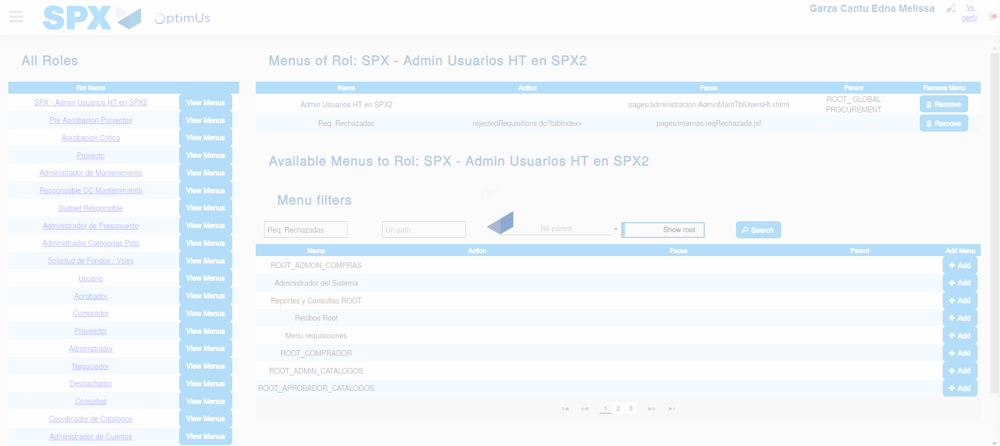 SPX
OptimUs
Garza Cantu Edna Melissa
Ve
perfil
All Roles
Rol Name
SPX - Admin Usuarios HT en SPX2 View Menus
Pre Aprobacion Proyectos View Menus
Aprobacion Critica View Menus
Proyecto View Menus
Administrador de Mantenimiento View Menus
Responsable CC Mantenimiento View Menus
Budget Responsible View Menus
Administrador de Presupuesto View Menus
Administrador Categorias Ppto View Menus
Solicitud de Fondos / Vales View Menus
Usuario View Menus
Aprobador View Menus
Comprador View Menus
Proveedor View Menus
Administrador View Menus
Negociador View Menus
Despachador View Menus
Consultas View Menus
Coordinador de Catalogos View Menus
Administrador de Cuentas View Menus
Menus of Rol: SPX - Admin Usuarios HT en SPX2
Name Action Faces Parent Remove Menu
Admin Usuarios HT en SPX2 pages/administracion/AdminMantTblUsersHt.xhtml ROOT_ GLOBAL PROCUREMENT Remove
Req. Rechazadas rejectedRequisitions.do?tabIndex= pages/internas/reqRechazada.jsf Remove
Available Menus to Rol: SPX - Admin Usuarios HT en SPX2
Menu filters
Req. Rechazadas Url path No parent Show root Search
Name Action Faces Parent Add Menu
ROOT_ADMON_COMPRAS Add
Administrador del Sistema Add
Reportes y Consultas ROOT Add
Recibos Root Add
Menu requisiciones Add
ROOT_COMPRADOR Add
ROOT_ADMIN_CATALOGOS Add
ROOT_APROBADOR_CATALOGOS Add
1 2 3